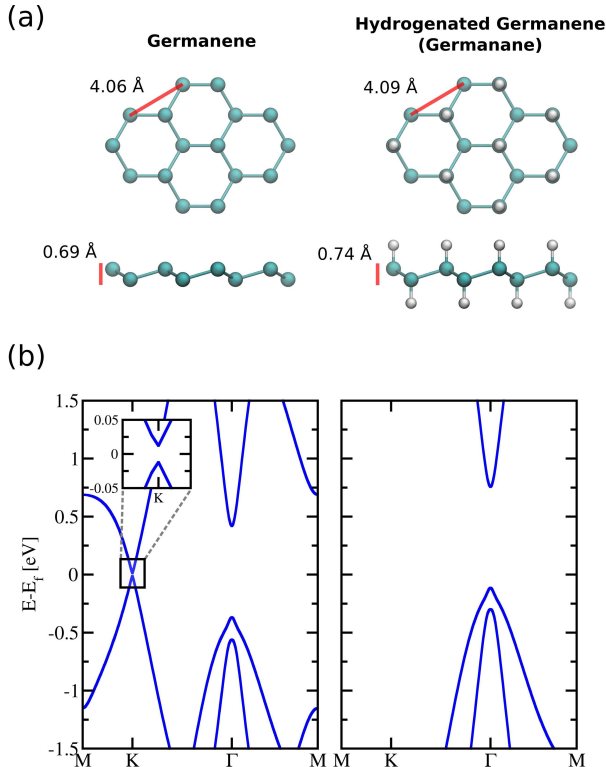 (a)
Germanene
Hydrogenated Germanene
(Germanane)
4.06 Å
4.09 Å
0.69 Å
0.74 Å
(b)
E-E_f [eV]
1.5
1
0.5
0
-0.5
-1
-1.5
0.05
0
-0.05
K
M K Γ M
M K Γ M